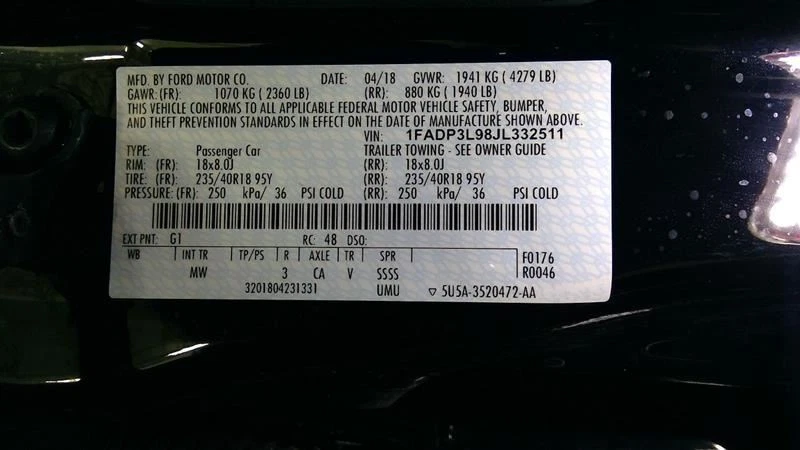 MFD. BY FORD MOTOR CO. DATE: 04/18 GVWR: 1941 KG ( 4279 LB)
GAWR: (FR): 1070 KG ( 2360 LB) (RR): 880 KG ( 1940 LB)
THIS VEHICLE CONFORMS TO ALL APPLICABLE FEDERAL MOTOR VEHICLE SAFETY, BUMPER,
AND THEFT PREVENTION STANDARDS IN EFFECT ON THE DATE OF MANUFACTURE SHOWN ABOVE.
VIN: 1FADP3L98JL332511
TYPE: Passenger Car TRAILER TOWING - SEE OWNER GUIDE
RIM: (FR): 18x8.0J (RR): 18x8.0J
TIRE: (FR): 235/40R18 95Y (RR): 235/40R18 95Y
PRESSURE: (FR): 250 kPa/ 36 PSI COLD (RR): 250 kPa/ 36 PSI COLD
EXT PNT: G1 RC: 48 DSO:
WB INT TR TP/PS R AXLE TR SPR F0176
MW 3 CA V SSSS R0046
3201804231331 UMU ▽ 5U5A-3520472-AA